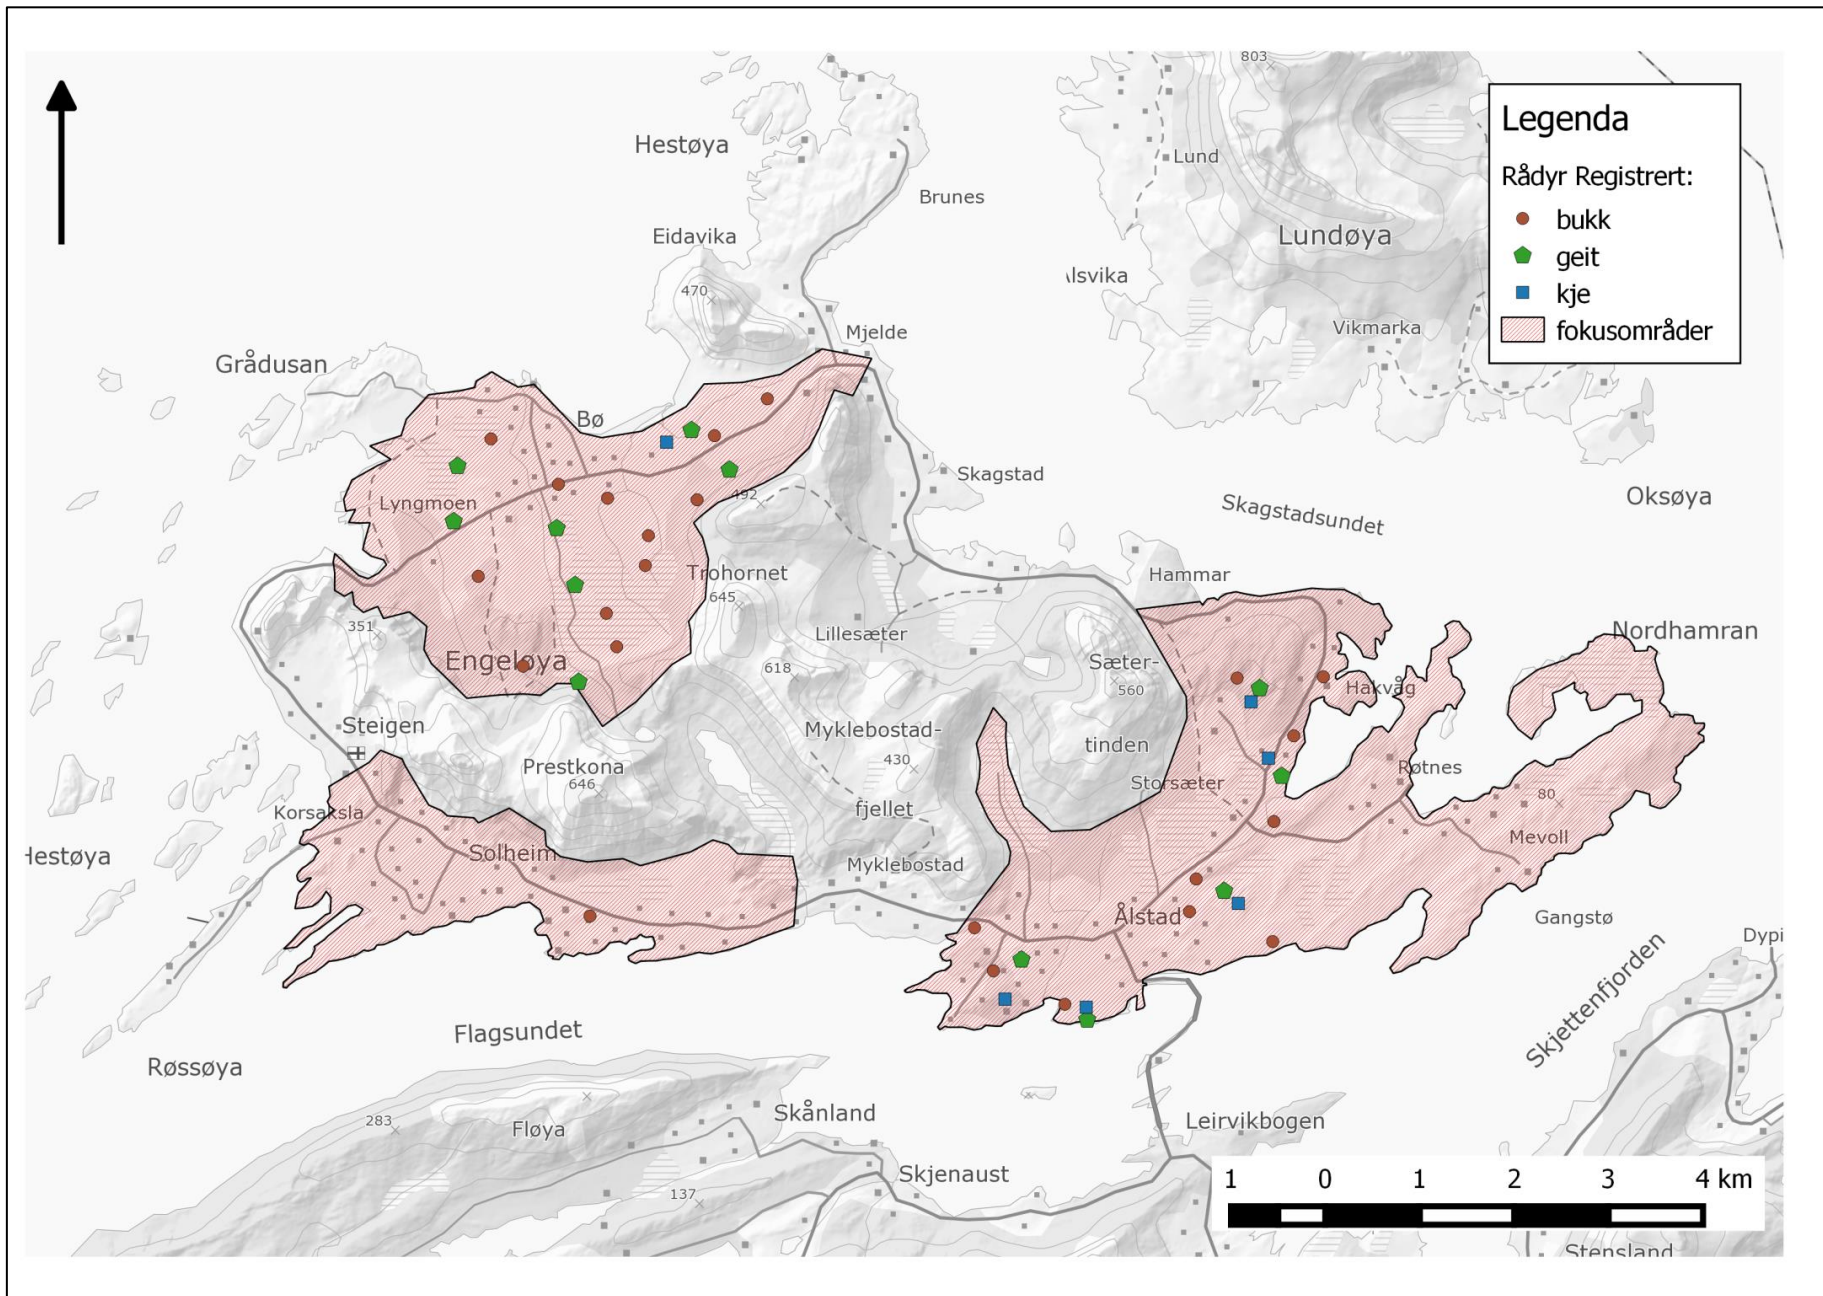 803
Legenda
Rådyr Registrert:
bukk
geit
kje
fokusområder
Hestøya
Lund
Brunes
Eidavika
Lundøya
Alsvika
470
Mjelde
Vikmarka
Grådusan
Bø
Skagstad
Oksøya
Skagstadsundet
Lyngmoen
492
Trohornet
645
Hammar
351
Lillesæter
Nordhamran
Engeløya
618
Sæter-
560
Hakvåg
Steigen
Myklebostad-
tinden
Prestkona
646
430
Storsæter
Røtnes
80
Korsaksla
fjellet
Mevoll
Hestøya
Solheim
Myklebostad
Ålstad
Gangstø
Dypi
Skjettenfjorden
Flagsundet
Røssøya
283
Fløya
Skånland
Leirvikbogen
Skjenaust
137
1 0 1 2 3 4 km
Stensland